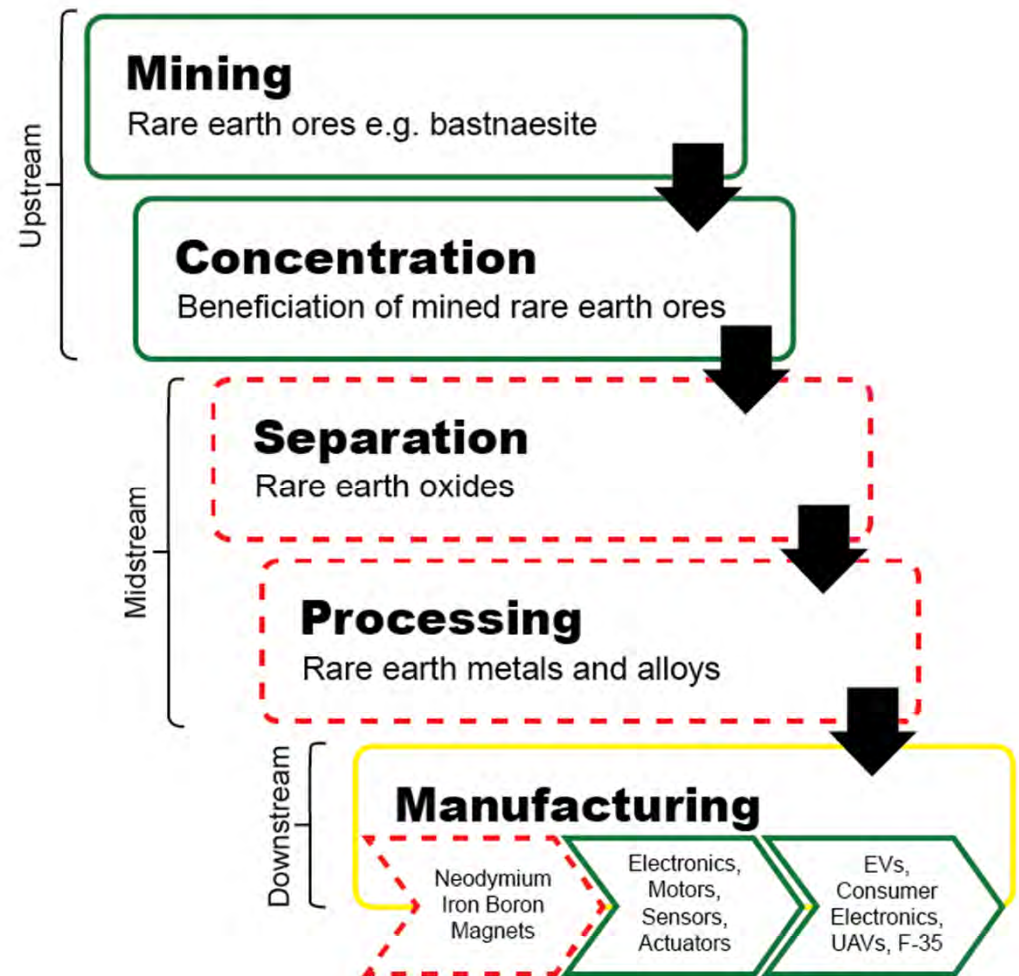 Upstream
Mining
Rare earth ores e.g. bastnaesite
Concentration
Beneficiation of mined rare earth ores
Midstream
Separation
Rare earth oxides
Processing
Rare earth metals and alloys
Downstream
Manufacturing
Neodymium
Iron Boron
Magnets
Electronics,
Motors,
Sensors,
Actuators
EVs,
Consumer
Electronics,
UAVs, F-35